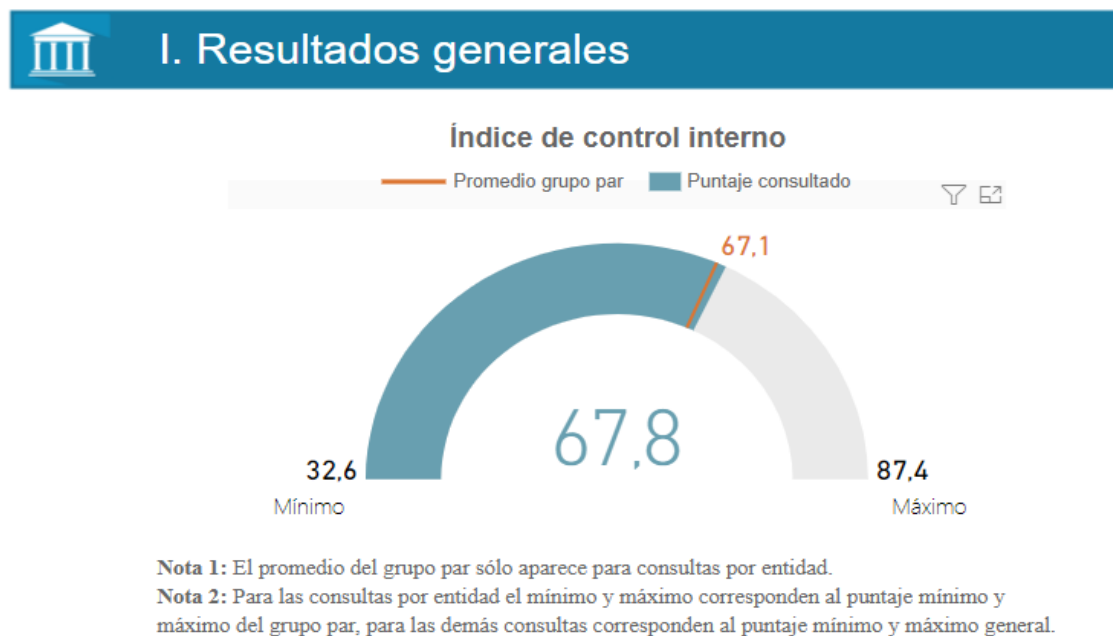 I. Resultados generales
Índice de control interno
Promedio grupo par
Puntaje consultado
67,1
67,8
32,6
87,4
Mínimo
Máximo
Nota 1: El promedio del grupo par sólo aparece para consultas por entidad.
Nota 2: Para las consultas por entidad el mínimo y máximo corresponden al puntaje mínimo y
máximo del grupo par, para las demás consultas corresponden al puntaje mínimo y máximo general.